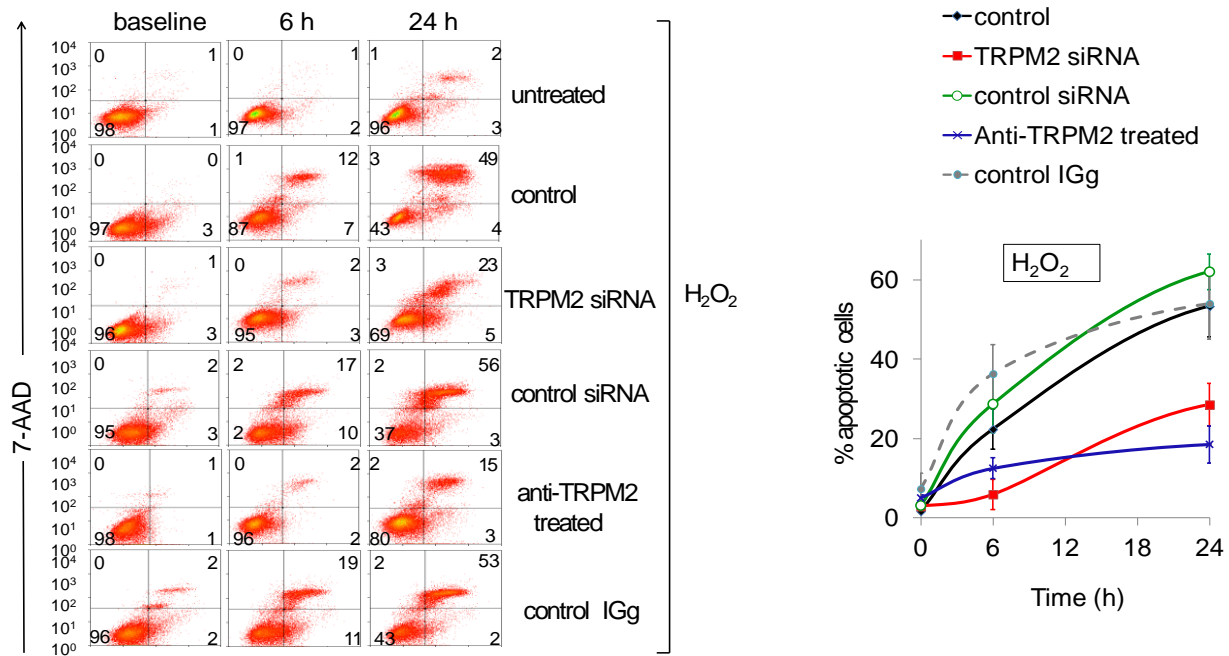 baseline 6 h 24 h
10⁴ 0 1 0 1 1 2
10³
10²
10¹
10⁰ 98 1 97 2 96 3
untreated
10⁴ 0 0 1 12 3 49
10³
10²
10¹
10⁰ 97 3 87 7 43 4
control
10⁴ 0 1 0 2 3 23
10³
10²
10¹
10⁰ 96 3 95 3 69 5
TRPM2 siRNA
10⁴ 0 2 2 17 2 56
10³
10²
10¹
10⁰ 95 3 2 10 37 3
control siRNA
10⁴ 0 1 0 2 2 15
10³
10²
10¹
10⁰ 98 1 96 2 80 3
anti-TRPM2
treated
10⁴ 0 2 19 2 53
10³
10²
10¹
10⁰ 96 2 11 43 2
control IGg
7-AAD
H₂O₂
control
TRPM2 siRNA
control siRNA
Anti-TRPM2 treated
control IGg
H₂O₂
% apoptotic cells
60
40
20
0
0 6 12 18 24
Time (h)